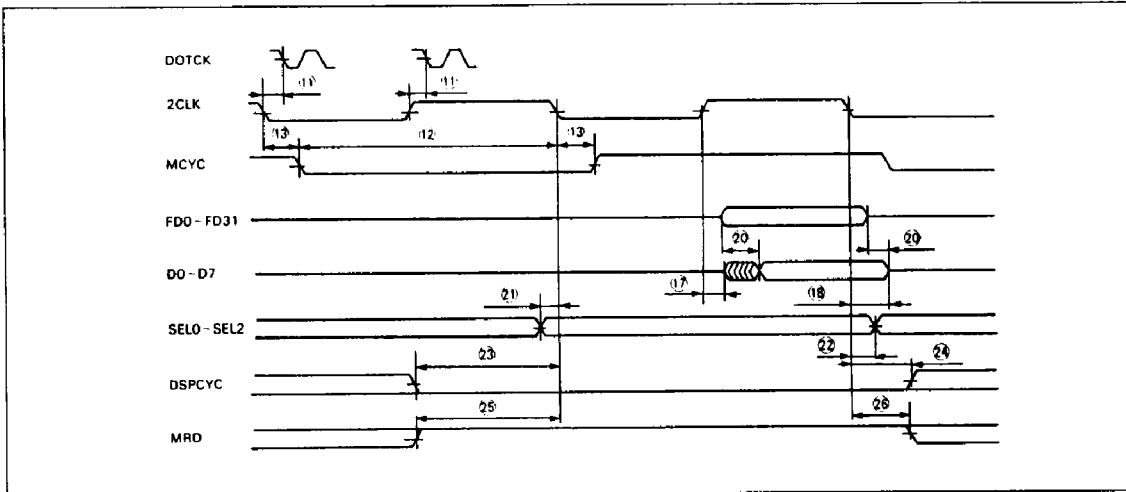 DOTCK
(11) (11)
2CLK
(13) (12) (13)
MCYC
FD0~FD31
(20) (20)
D0~D7
(17) (18)
(21)
SEL0~SEL2
(22)
(23) (24)
DSPCYC
(25) (26)
MRD